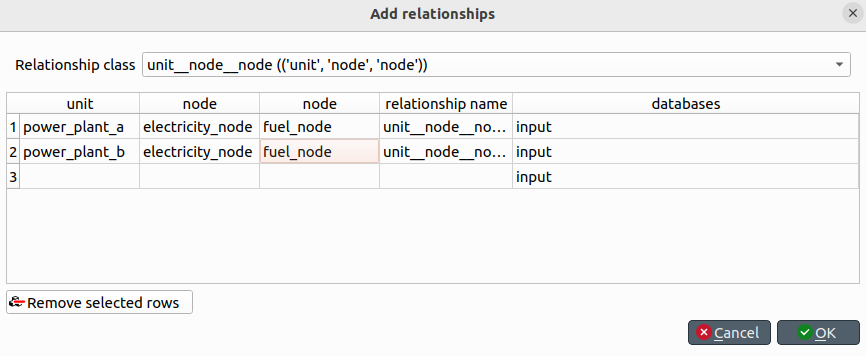 Add relationships
Relationship class unit__node__node (('unit', 'node', 'node'))
unit node node relationship name databases
1 power_plant_a electricity_node fuel_node unit__node__no... input
2 power_plant_b electricity_node fuel_node unit__node__no... input
3 input
Remove selected rows
Cancel OK